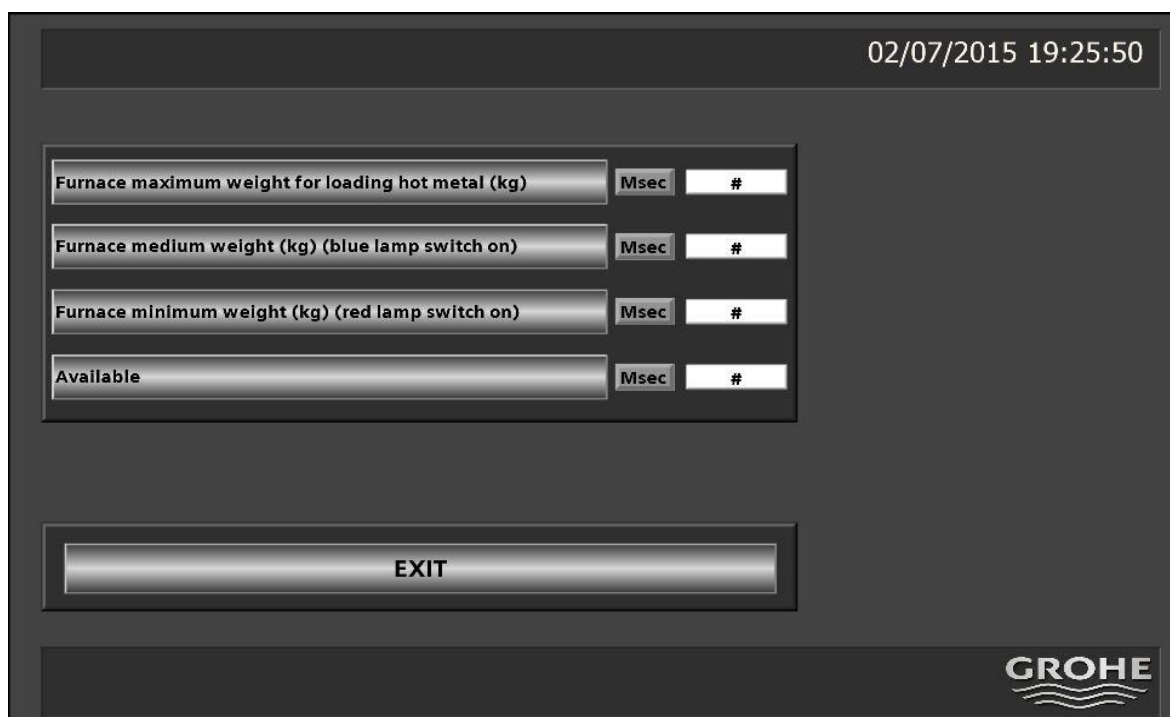 02/07/2015 19:25:50
Furnace maximum weight for loading hot metal (kg) Msec #
Furnace medium weight (kg) (blue lamp switch on) Msec #
Furnace minimum weight (kg) (red lamp switch on) Msec #
Available Msec #
EXIT
GROHE